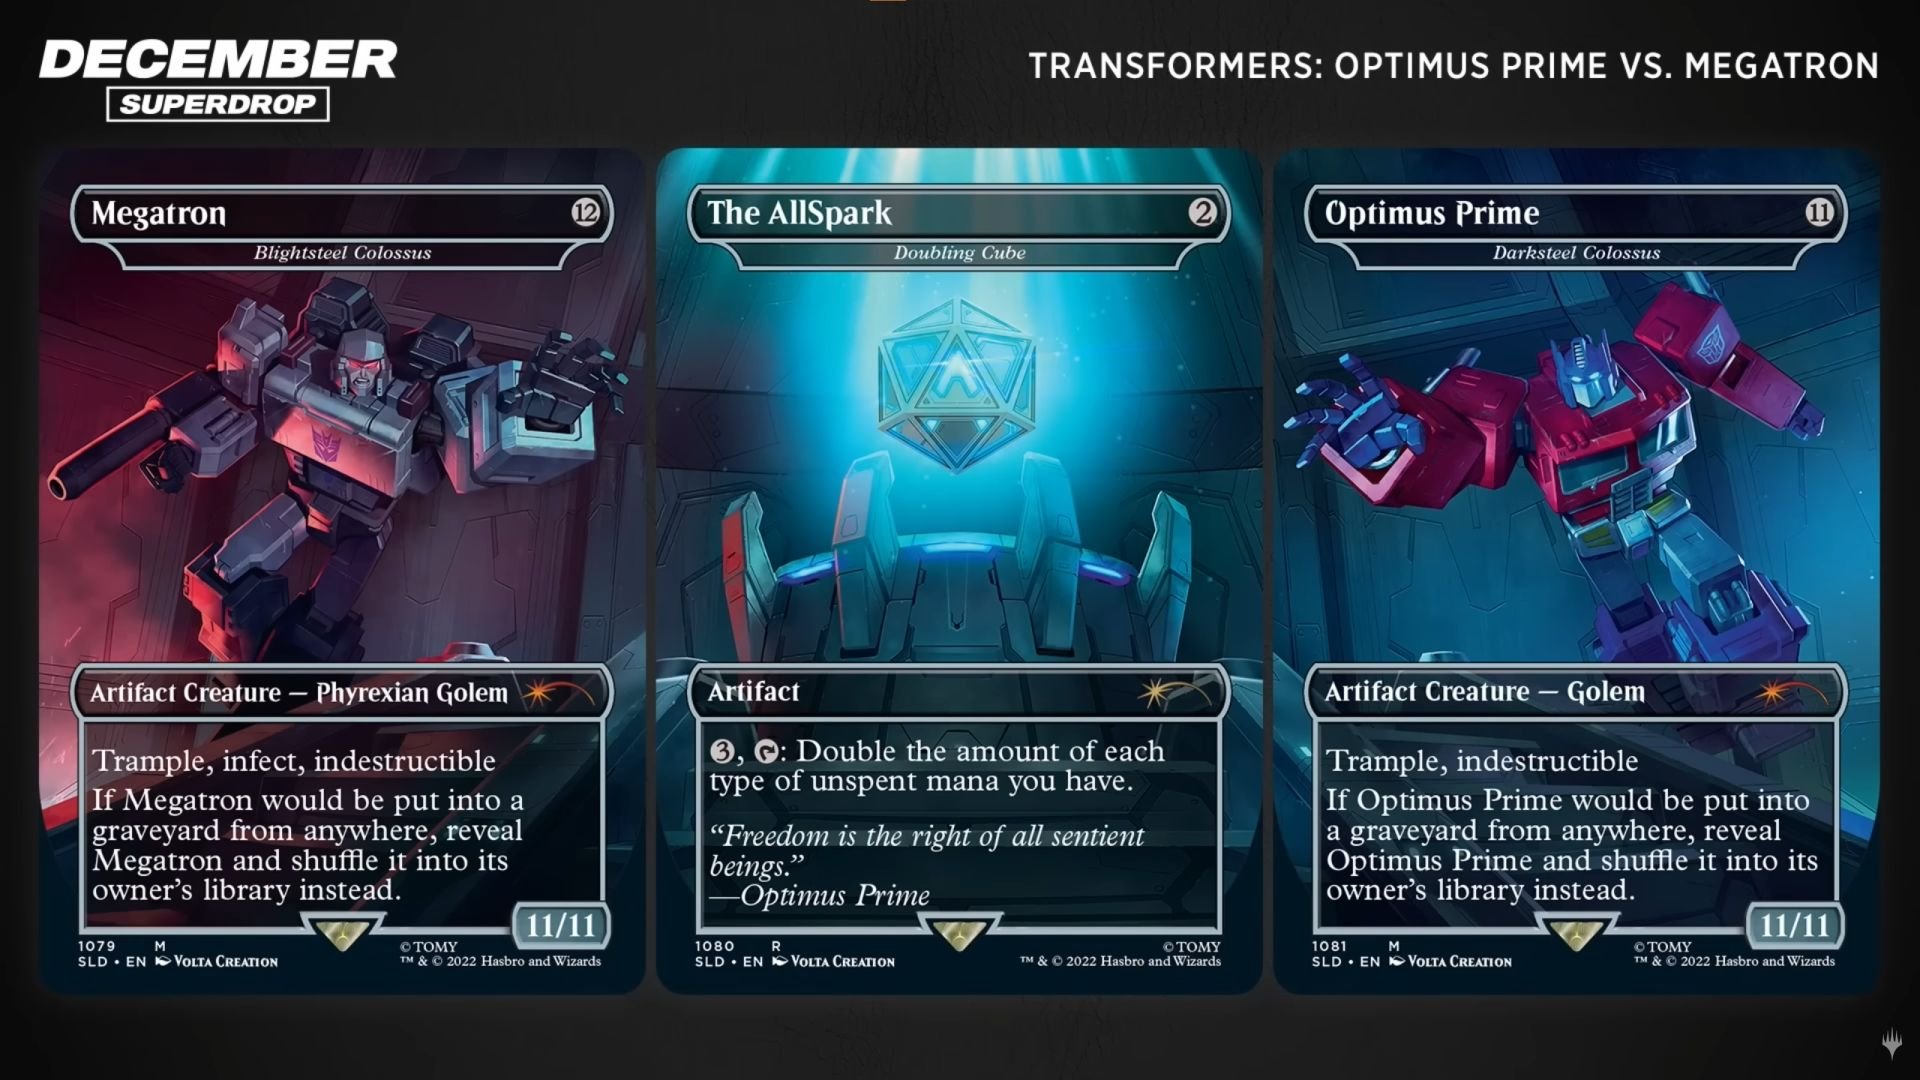 DECEMBER
SUPERDROP
TRANSFORMERS: OPTIMUS PRIME VS. MEGATRON
Megatron 12
Blightsteel Colossus
Artifact Creature — Phyrexian Golem
Trample, infect, indestructible
If Megatron would be put into a
graveyard from anywhere, reveal
Megatron and shuffle it into its
owner's library instead.
11/11
1079 M
SLD • EN VOLTA CREATION
© TOMY
™ & © 2022 Hasbro and Wizards
The AllSpark 2
Doubling Cube
Artifact
3, : Double the amount of each
type of unspent mana you have.
“Freedom is the right of all sentient
beings.”
—Optimus Prime
1080 R
SLD • EN VOLTA CREATION
© TOMY
™ & © 2022 Hasbro and Wizards
Optimus Prime 11
Darksteel Colossus
Artifact Creature — Golem
Trample, indestructible
If Optimus Prime would be put into
a graveyard from anywhere, reveal
Optimus Prime and shuffle it into its
owner's library instead.
11/11
1081 M
SLD • EN VOLTA CREATION
© TOMY
™ & © 2022 Hasbro and Wizards